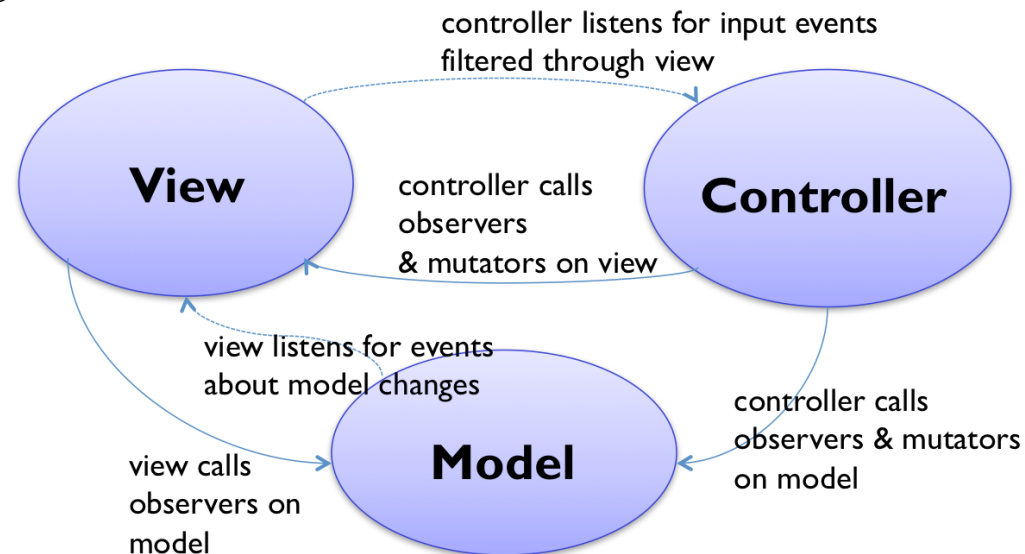 controller listens for input events
filtered through view
View
Controller
controller calls
observers
& mutators on view
view listens for events
about model changes
controller calls
observers & mutators
on model
Model
view calls
observers on
model